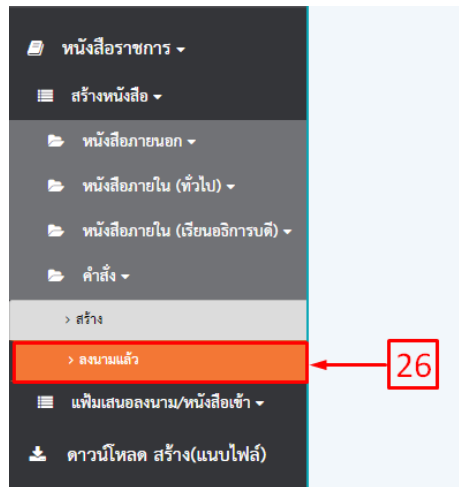 หนังสือราชการ
สร้างหนังสือ
หนังสือภายนอก
หนังสือภายใน (ทั่วไป)
หนังสือภายใน (เรียนอธิการบดี)
คำสั่ง
> สร้าง
> ลงนามแล้ว
26
แฟ้มเสนอลงนาม/หนังสือเข้า
ดาวน์โหลด สร้าง(แนบไฟล์)